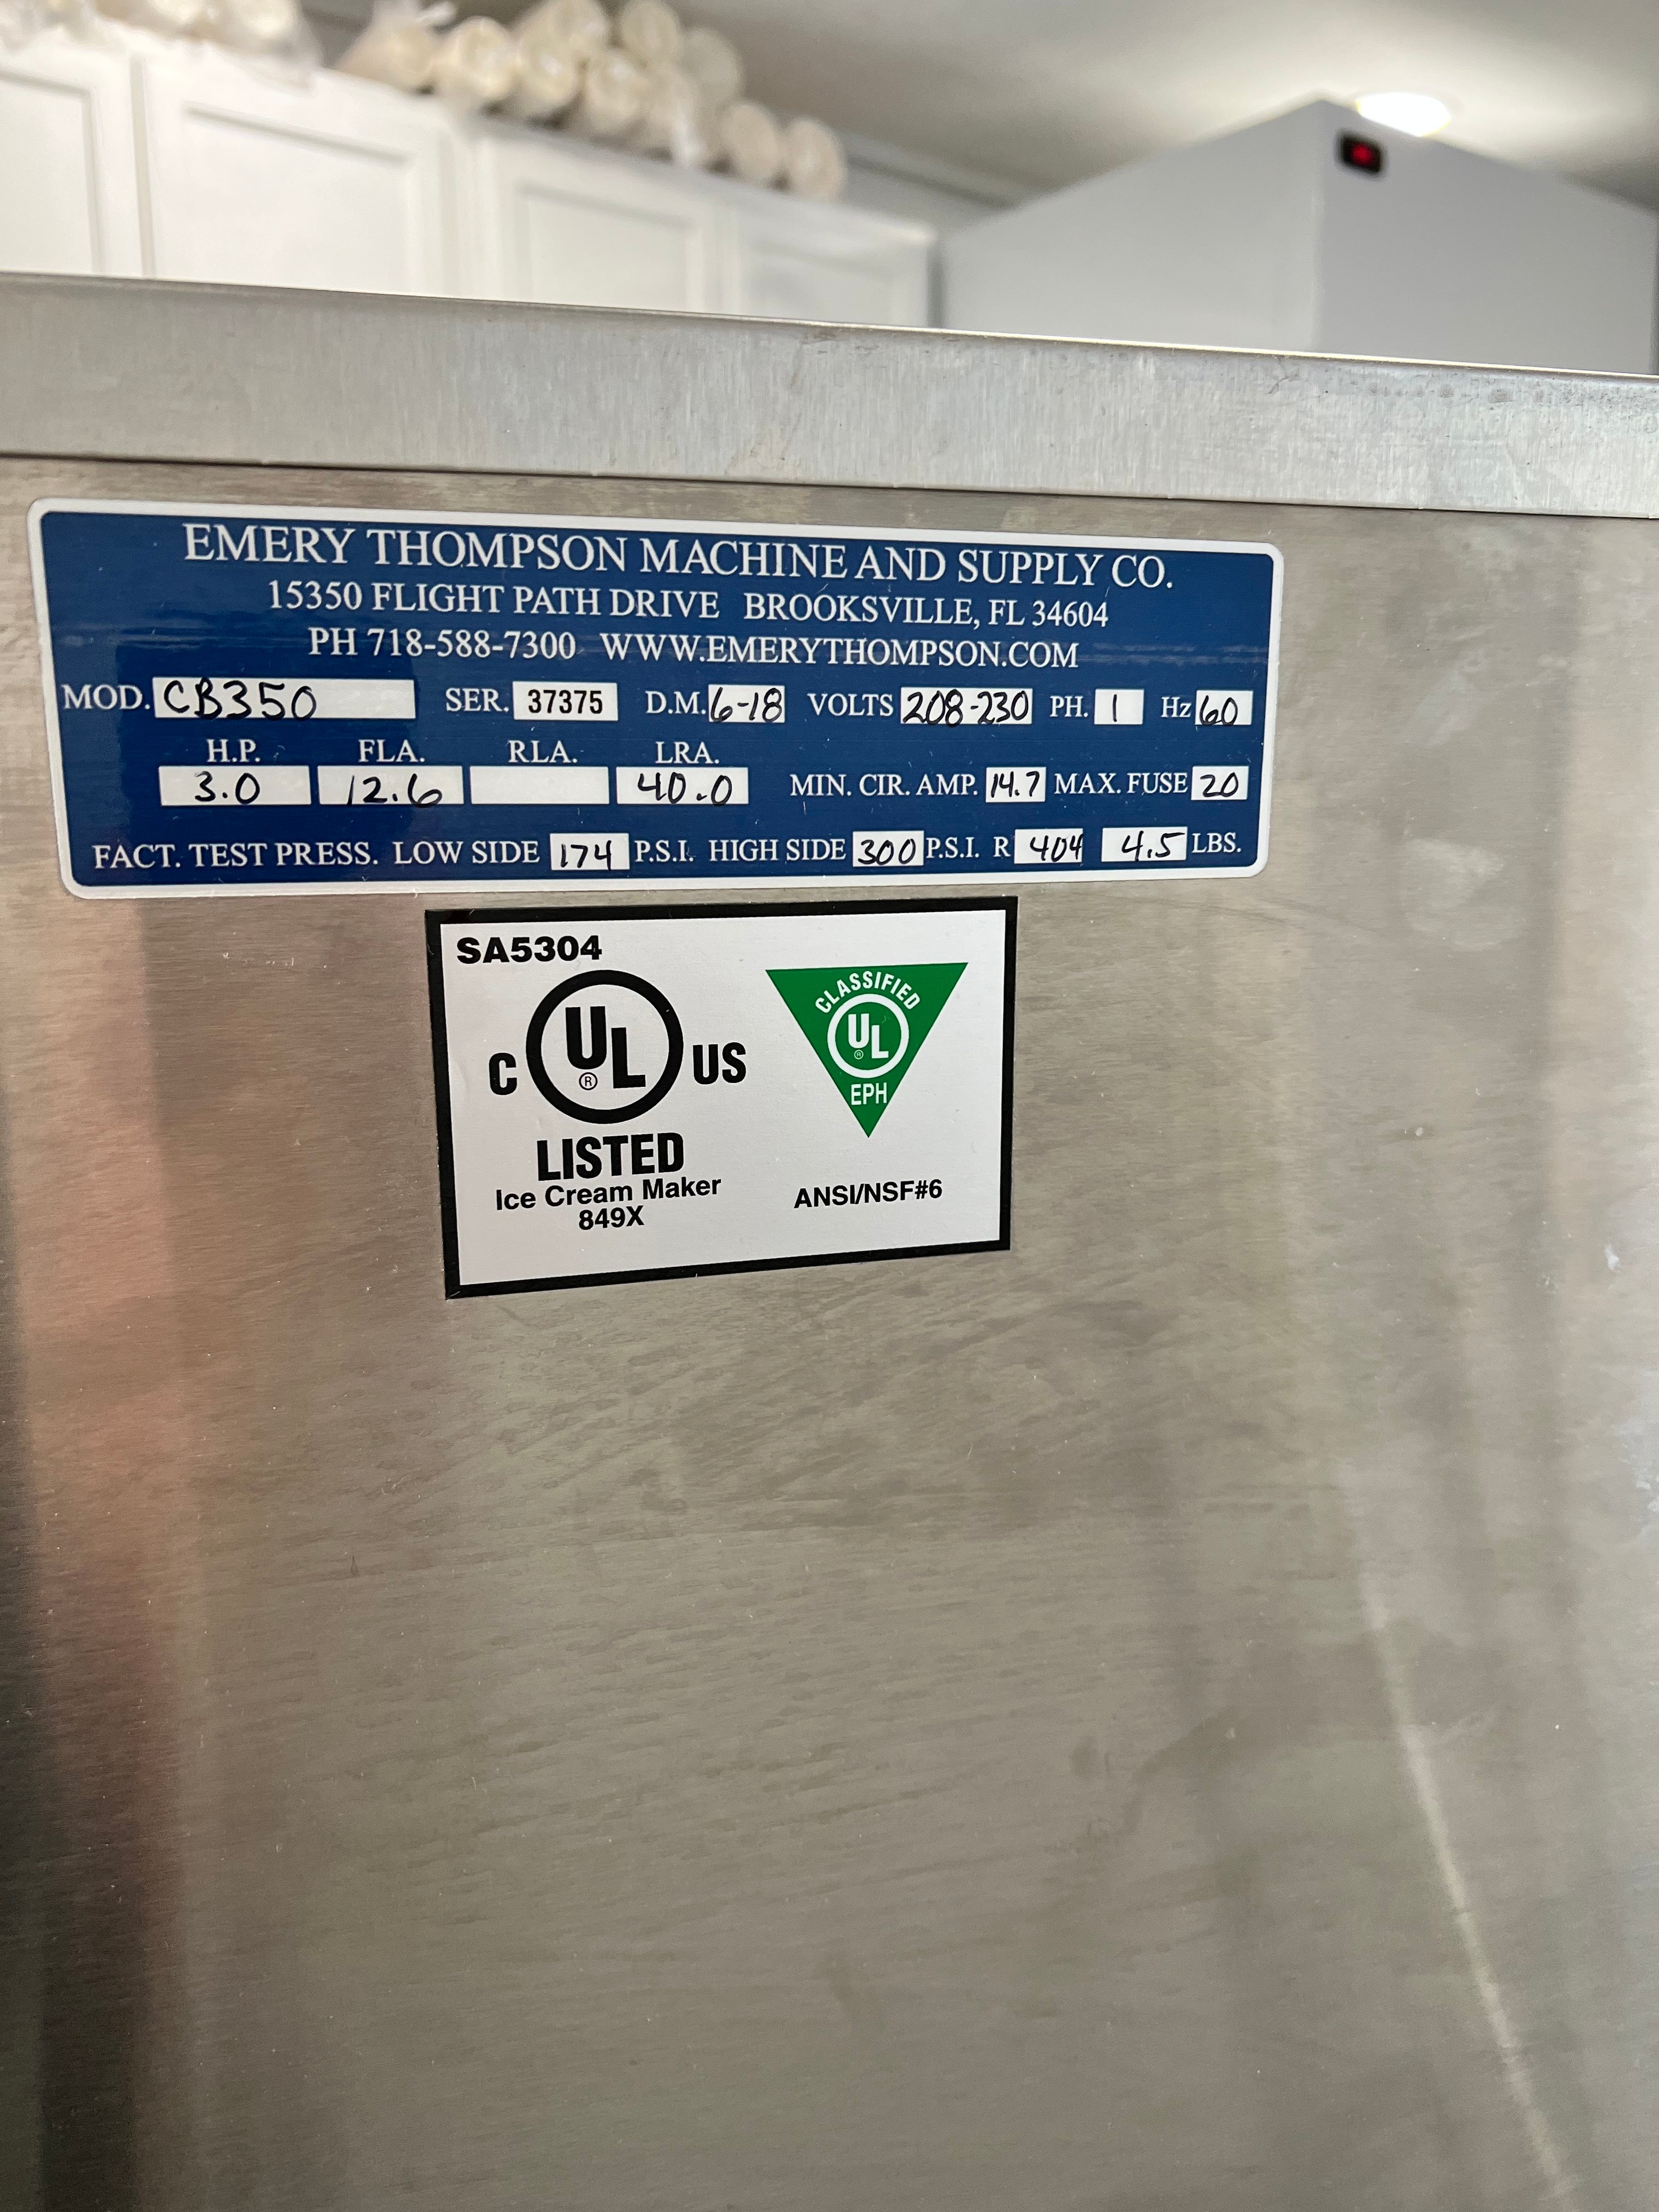 EMERY THOMPSON MACHINE AND SUPPLY CO.
15350 FLIGHT PATH DRIVE BROOKSVILLE, FL 34604
PH 718-588-7300 WWW.EMERYTHOMPSON.COM
MOD. CB350 SER. 37375 D.M. 6-18 VOLTS 208-230 PH. 1 Hz 60
H.P. FLA. RLA. LRA.
3.0 12.6 40.0 MIN. CIR. AMP. 14.7 MAX. FUSE 20
FACT. TEST PRESS. LOW SIDE 174 P.S.I. HIGH SIDE 300 P.S.I. R 404 4.5 LBS.
SA5304
C UL ® US
LISTED
Ice Cream Maker
849X
CLASSIFIED
UL ®
EPH
ANSI/NSF#6